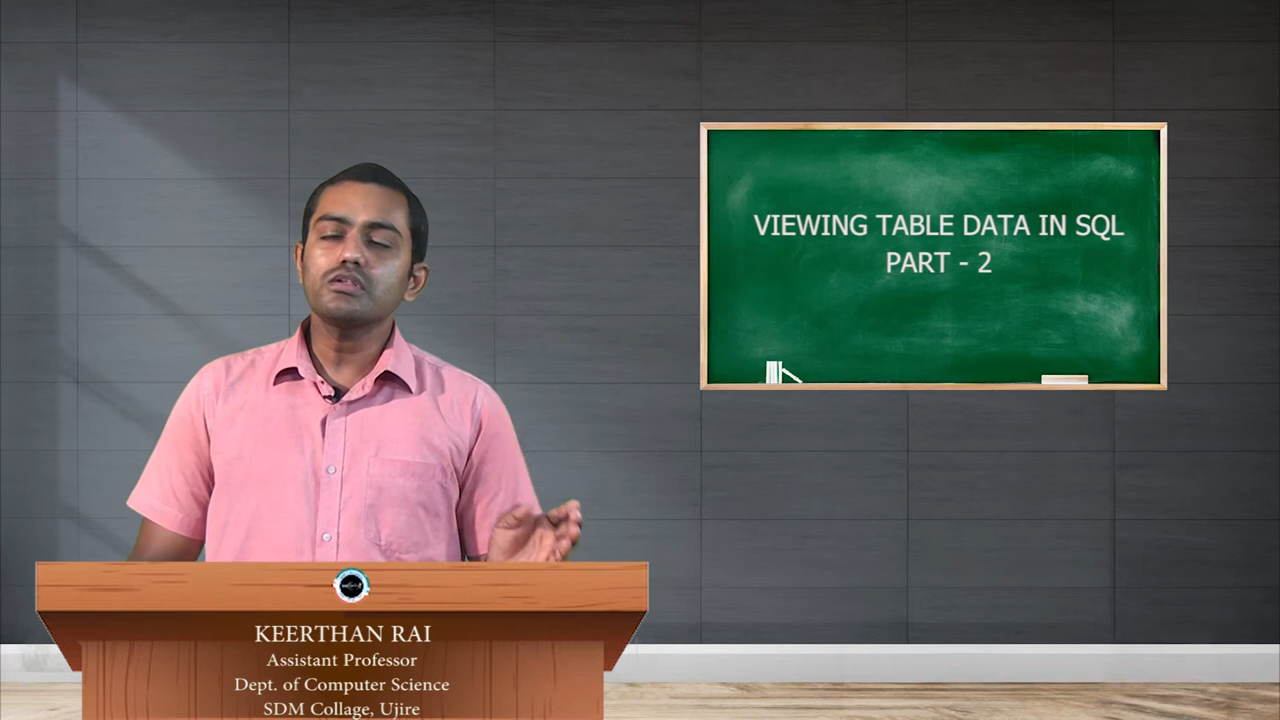 VIEWING TABLE DATA IN SQL
PART - 2
KEERTHAN RAI
Assistant Professor
Dept. of Computer Science
SDM Collage, Ujire